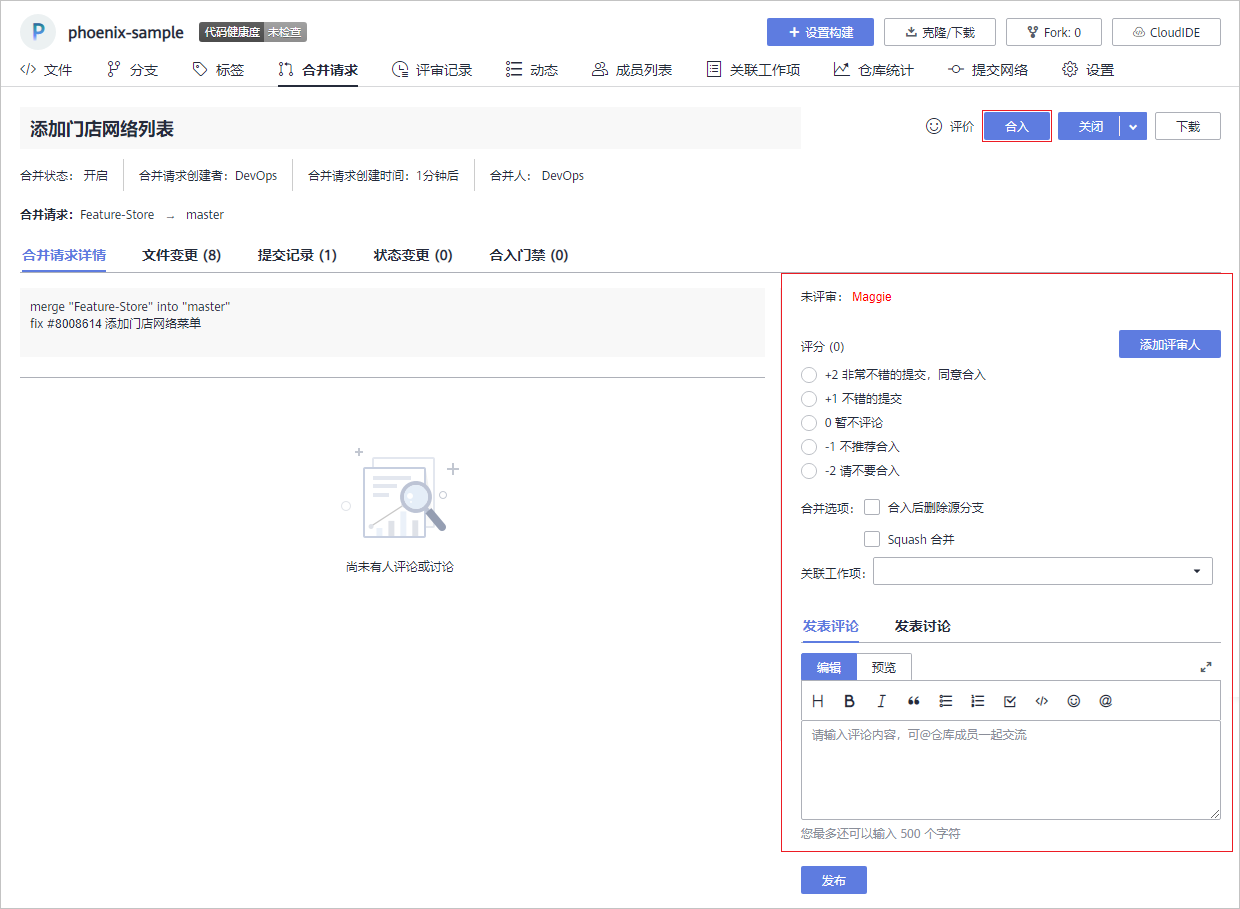 P phoenix-sample 代码健康度 未检查 + 设置构建 克隆/下载 Fork: 0 CloudIDE
</> 文件 分支 标签 合并请求 评审记录 动态 成员列表 关联工作项 仓库统计 提交网络 设置
添加门店网络列表 评价 合入 关闭 下载
合并状态: 开启 合并请求创建者: DevOps 合并请求创建时间: 1分钟后 合并人: DevOps
合并请求: Feature-Store → master
合并请求详情 文件变更 (8) 提交记录 (1) 状态变更 (0) 合入门禁 (0)
merge "Feature-Store" into "master"
fix #8008614 添加门店网络菜单
尚未有人评论或讨论
未评审: Maggie
评分 (0) 添加评审人
+2 非常不错的提交，同意合入
+1 不错的提交
0 暂不评论
-1 不推荐合入
-2 请不要合入
合并选项: 合入后删除源分支
Squash 合并
关联工作项:
发表评论 发表讨论
编辑 预览
H B I “ </> @
请输入评论内容，可@仓库成员一起交流
您最多还可以输入 500 个字符
发布